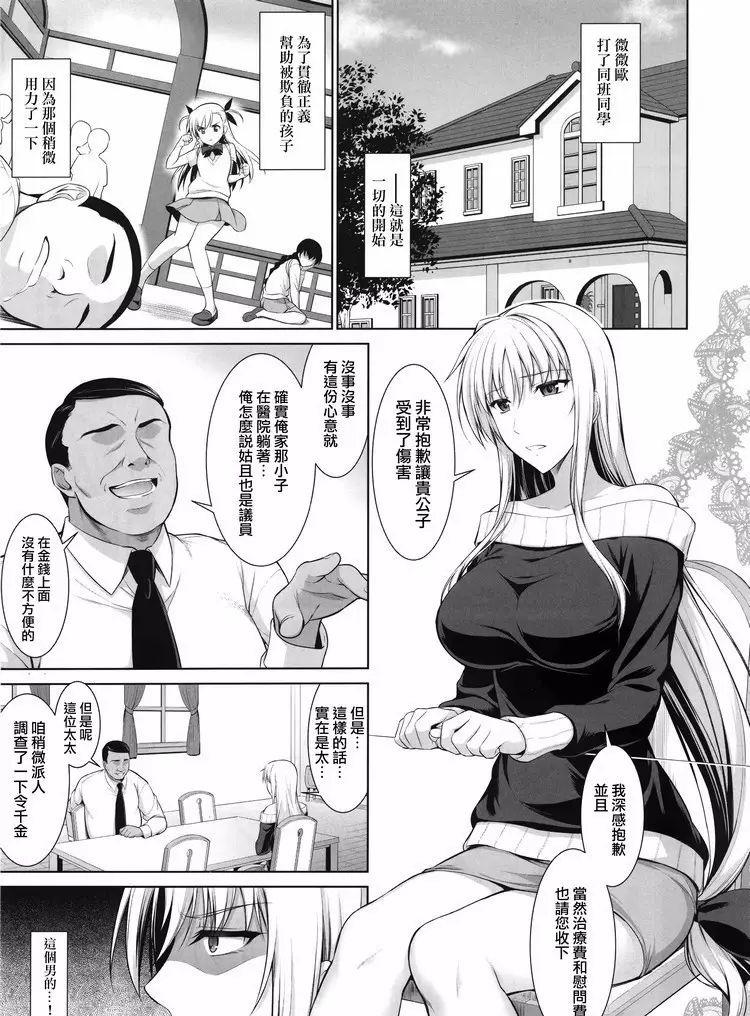 微微歐
打了同班同學
——這就是
一切的開始
為了貫徹正義
幫助被欺負的孩子
因為那個稍微
用力了一下
非常抱歉讓貴公子
受到了傷害
我深感抱歉
並且
當然治療費和慰問費
也請您收下
沒事沒事
有這份心意就
確實俺家那小子
在醫院躺著…
俺怎麼說姑且也是議員
在金錢上面
沒有什麼不方便的
但是…
這樣的話…
實在是太…
但是呢
這位太太
咱稍微派人
調查了一下令千金
這個男的…！